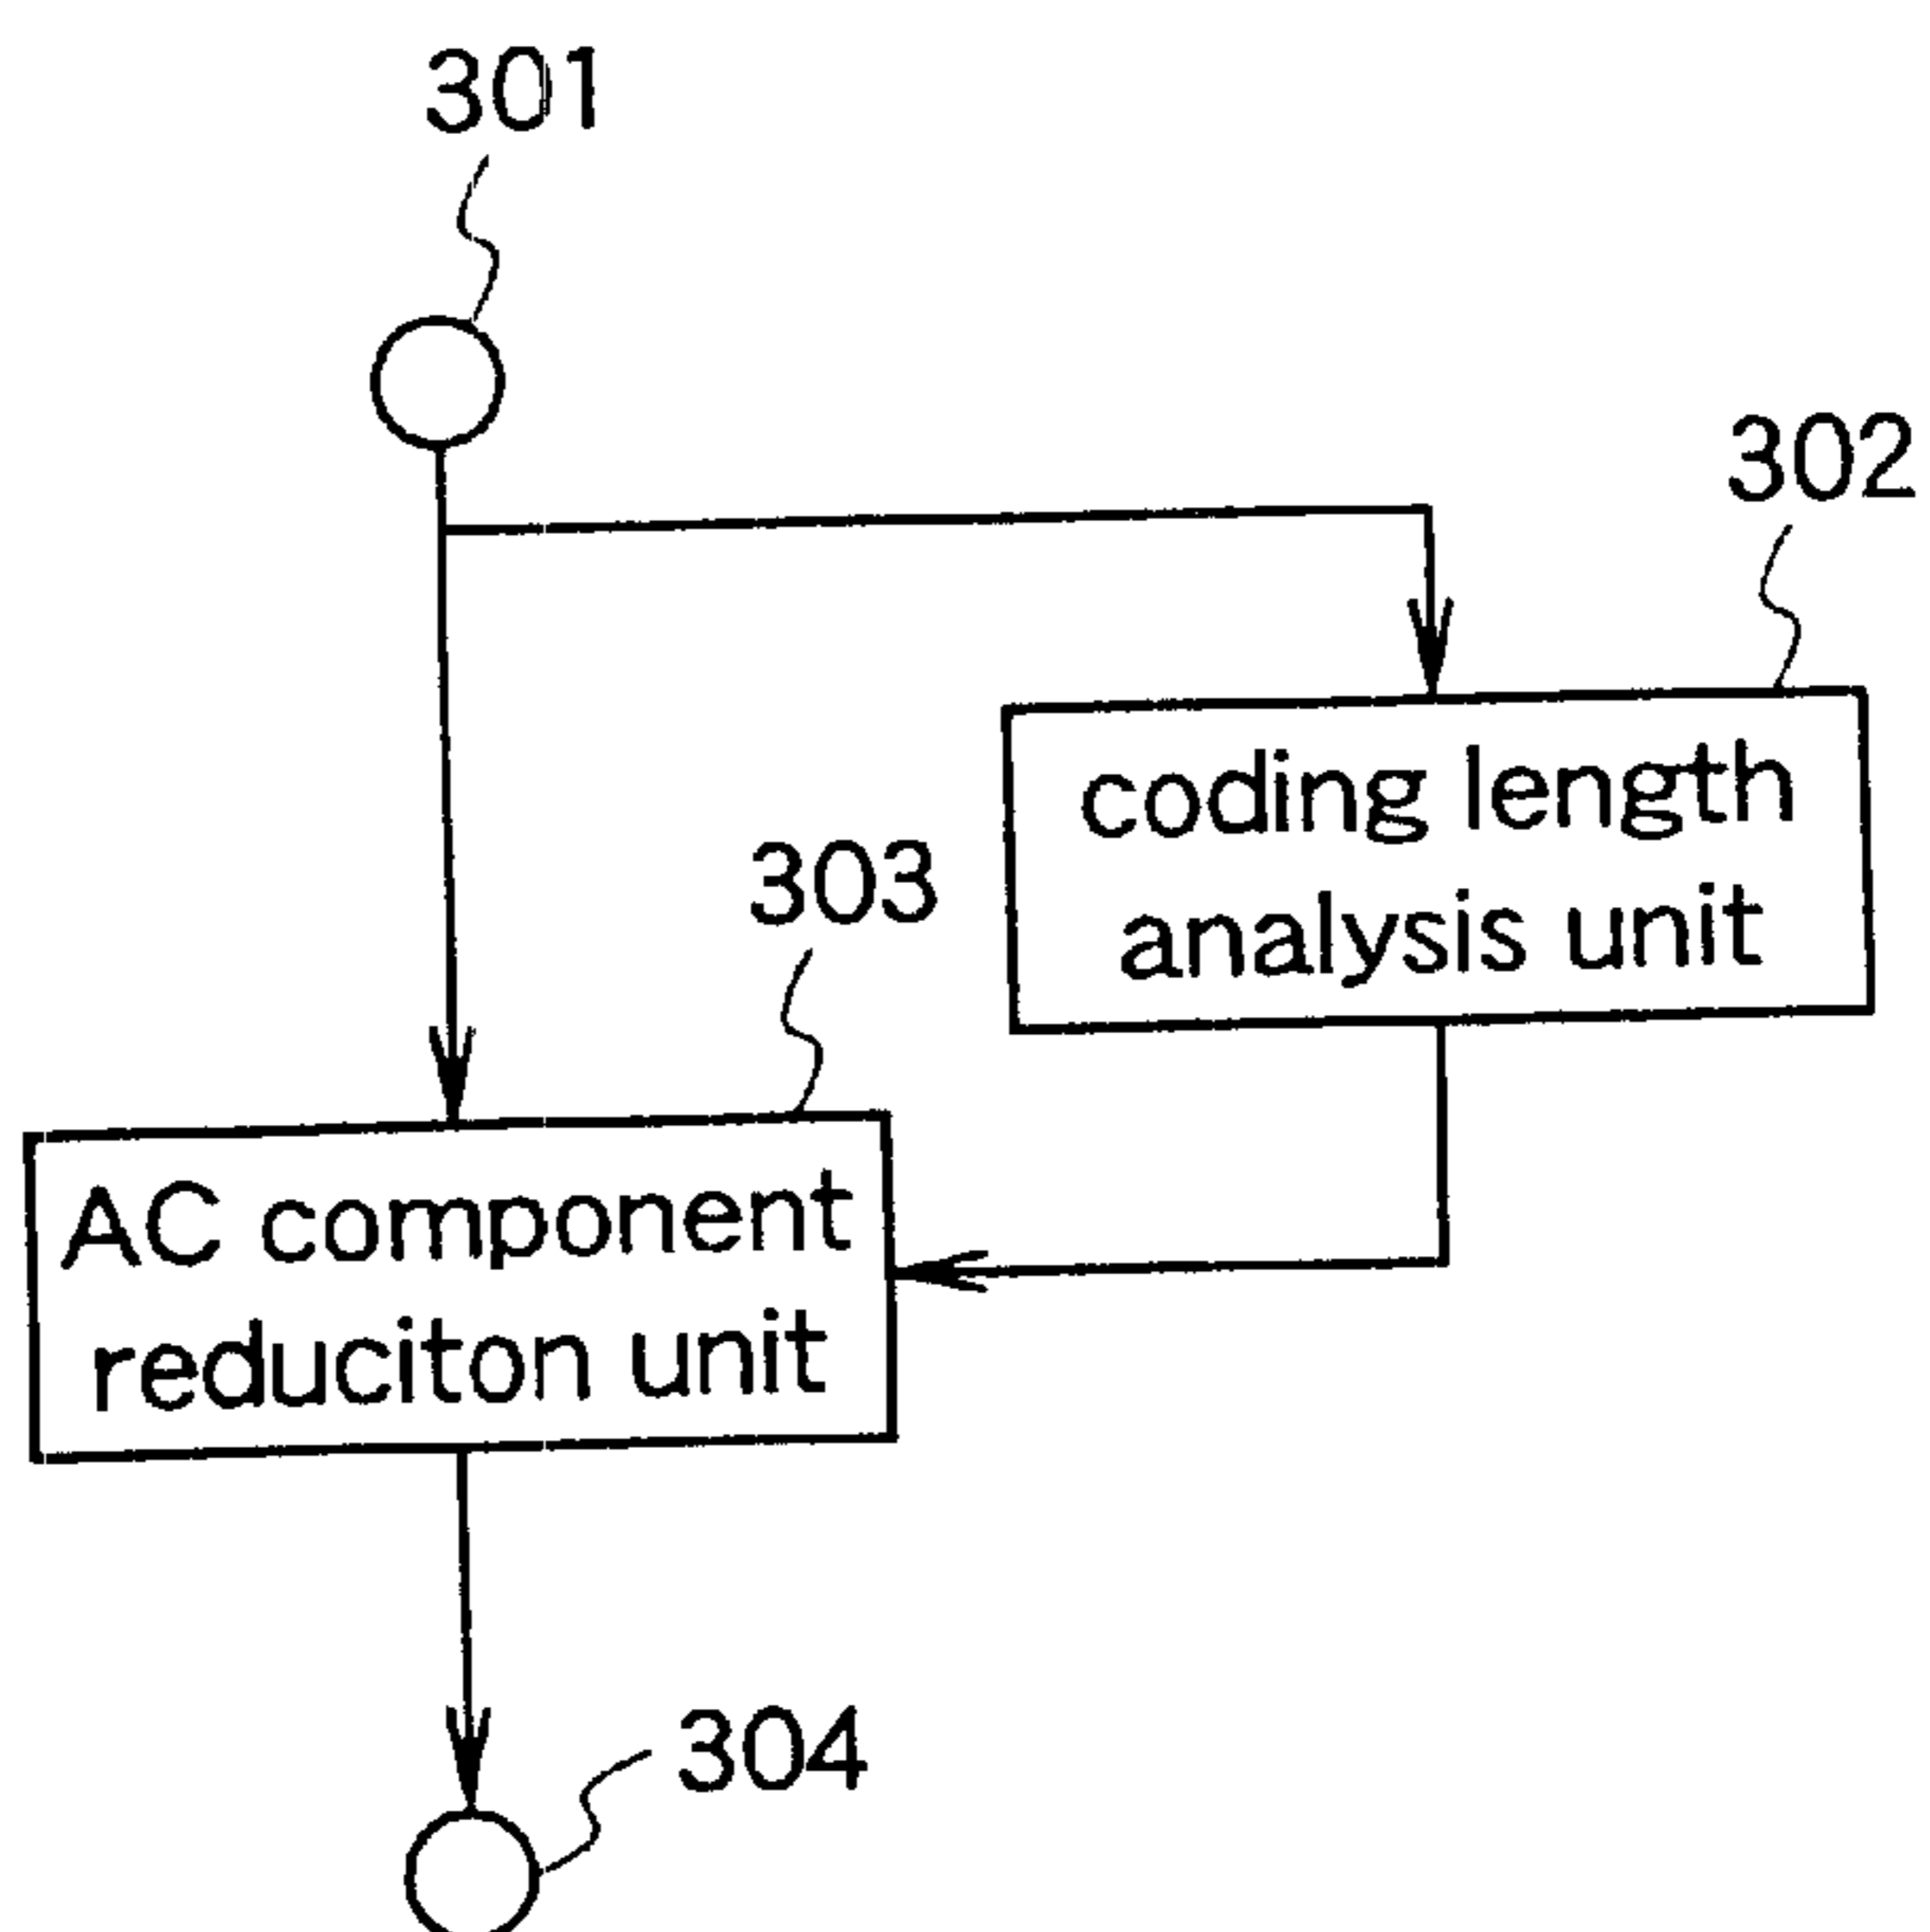 301
302
coding length
analysis unit
303
AC component
reduciton unit
304